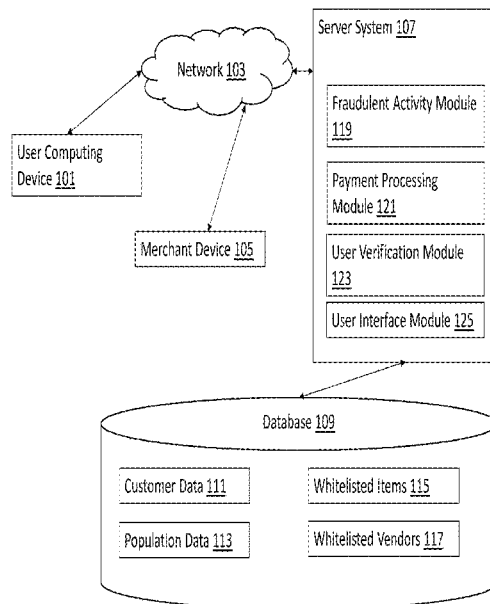 Server System 107
Network 103
Fraudulent Activity Module
119
User Computing
Device 101
Payment Processing
Module 121
Merchant Device 105
User Verification Module
123
User Interface Module 125
Database 109
Customer Data 111
Whitelisted Items 115
Population Data 113
Whitelisted Vendors 117